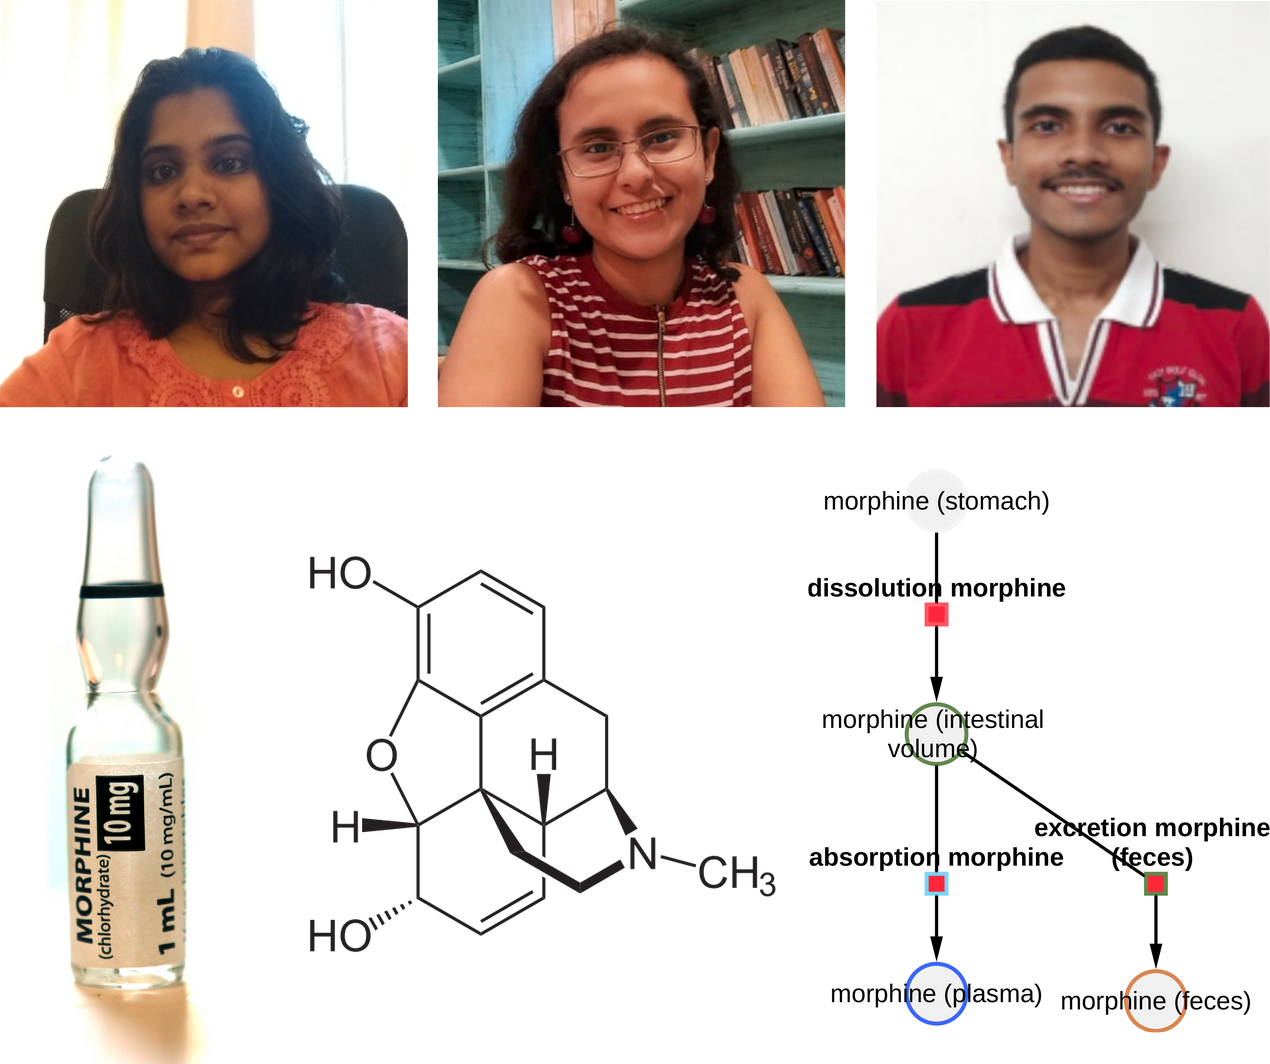 MORPHINE
(chlorhydrate)
10 mg
1 mL (10 mg/mL)
HO
O
H
H
N
CH3
HO
morphine (stomach)
dissolution morphine
morphine (intestinal
volume)
absorption morphine
excretion morphine
(feces)
morphine (plasma)
morphine (feces)